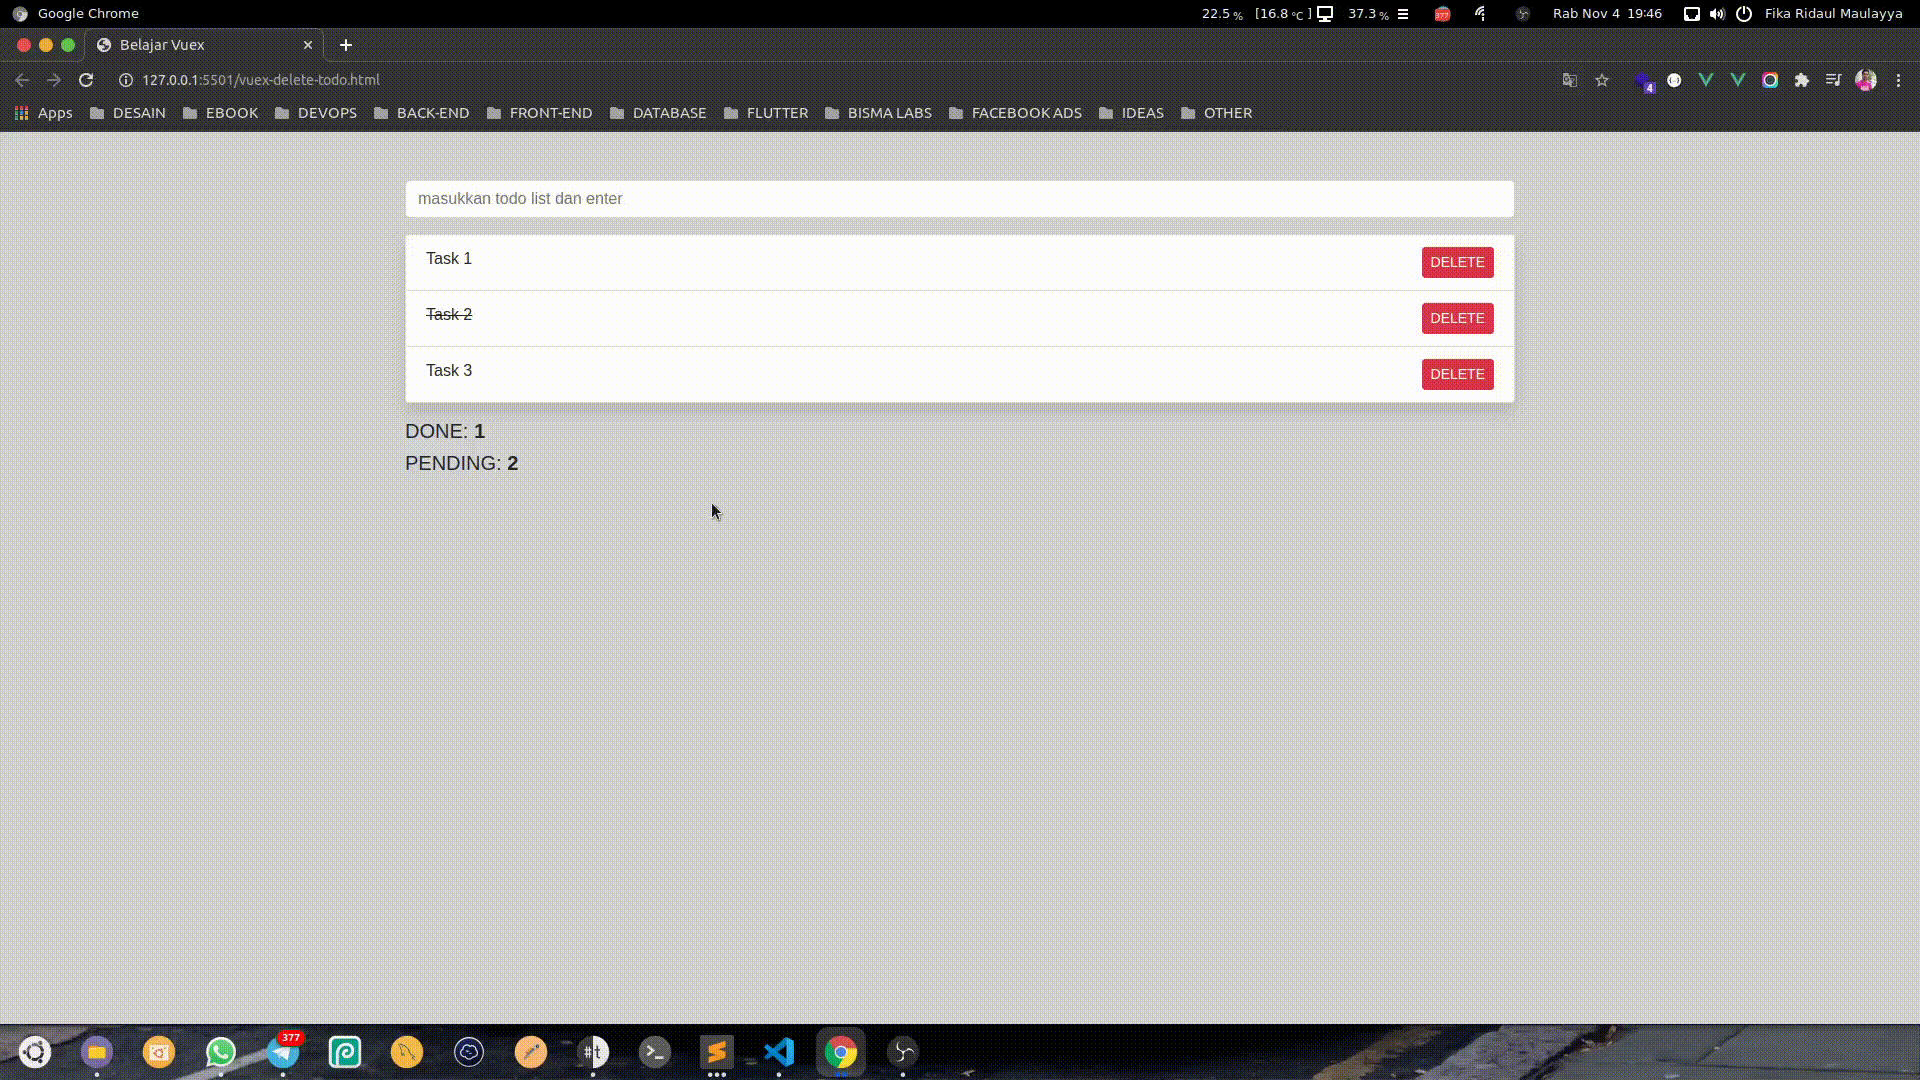 Google Chrome 22.5 % [16.8 °C ] 37.3 % 377 Rab Nov 4 19:46 Fika Ridaul Maulayya
Belajar Vuex
127.0.0.1:5501/vuex-delete-todo.html 4
Apps DESAIN EBOOK DEVOPS BACK-END FRONT-END DATABASE FLUTTER BISMA LABS FACEBOOK ADS IDEAS OTHER
masukkan todo list dan enter
Task 1 DELETE
Task 2 DELETE
Task 3 DELETE
DONE: 1
PENDING: 2
377
#t